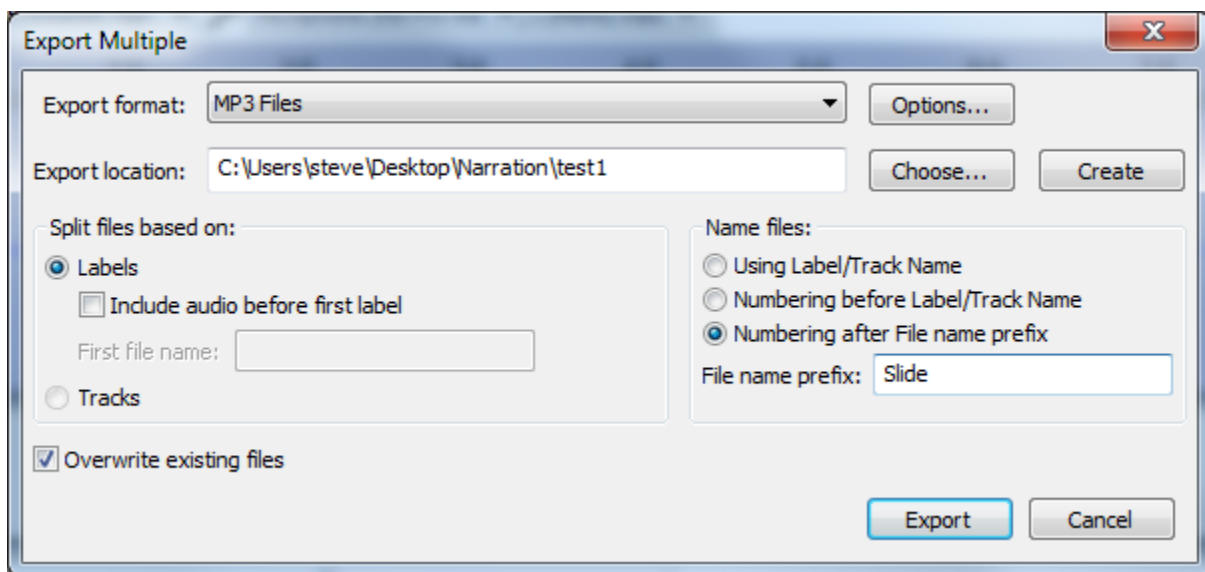 Export Multiple
Export format: MP3 Files Options...
Export location: C:\Users\steve\Desktop\Narration\test1 Choose... Create
Split files based on:
Labels
Include audio before first label
First file name:
Tracks
Name files:
Using Label/Track Name
Numbering before Label/Track Name
Numbering after File name prefix
File name prefix: Slide
Overwrite existing files
Export Cancel